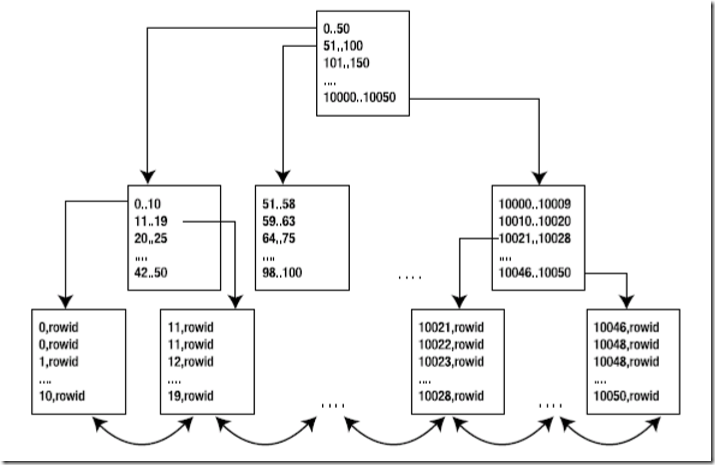 0..50
51,,100
101,,150
....
10000..10050
0..10
11..19
20,,25
....
42..50
51..58
59..63
64,,75
....
98..100
....
10000..10009
10010..10020
10021,,10028
....
10046..10050
0,rowid
0,rowid
1,rowid
....
10,rowid
11,rowid
11,rowid
12,rowid
....
19,rowid
....
10021,rowid
10022,rowid
10023,rowid
....
10028,rowid
....
10046,rowid
10048,rowid
10048,rowid
....
10050,rowid